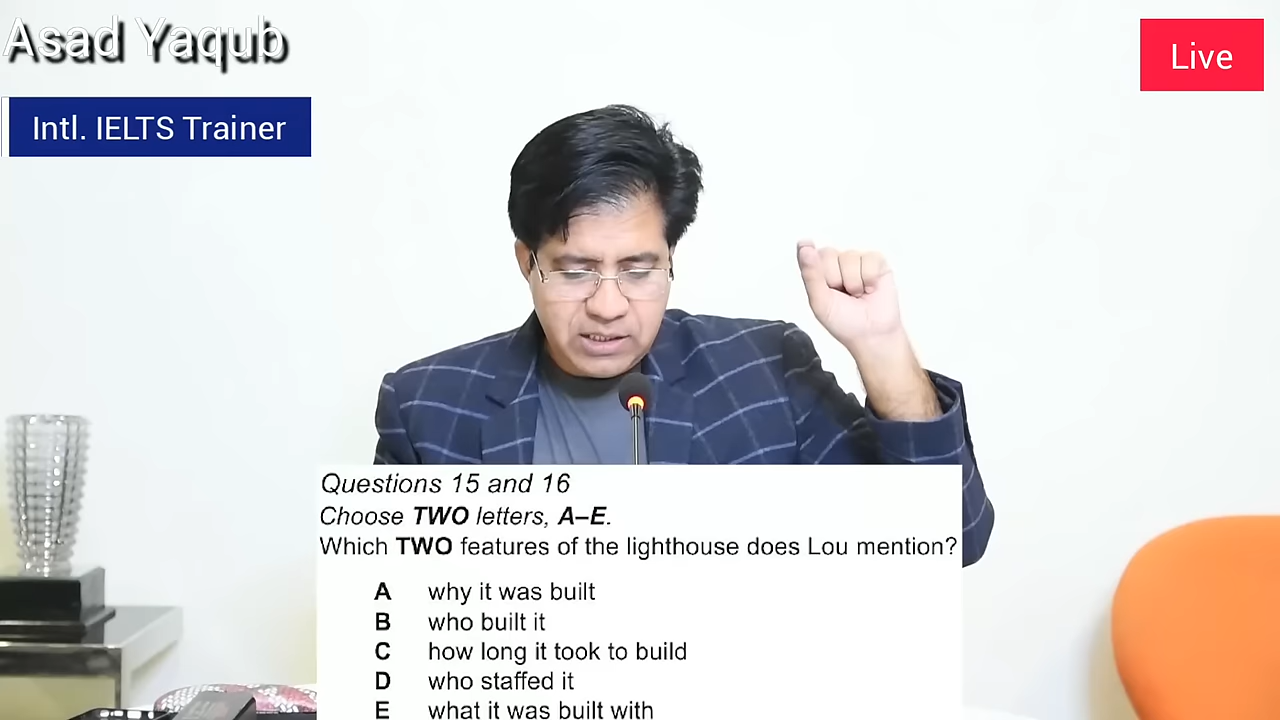 Asad Yaqub
Live
Intl. IELTS Trainer
Questions 15 and 16
Choose TWO letters, A–E.
Which TWO features of the lighthouse does Lou mention?
A why it was built
B who built it
C how long it took to build
D who staffed it
E what it was built with